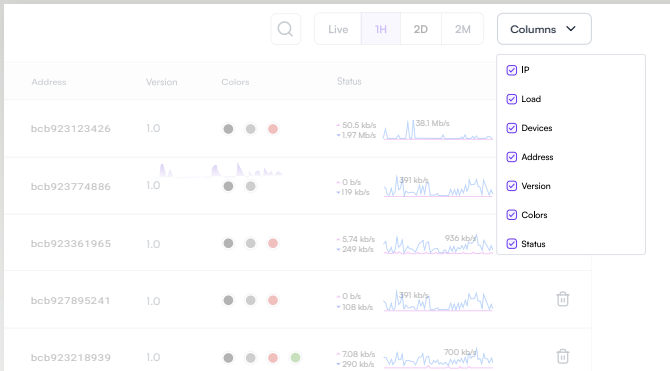 Live 1H 2D 2M Columns
IP
Address Version Colors Status
Load
bcb923123426 1.0 50.5 kb/s 1.97 Mb/s 38.1 Mb/s
Devices
Address
bcb923774886 1.0 0 b/s 119 kb/s 391 kb/s
Version
Colors
bcb923361965 1.0 5.74 kb/s 249 kb/s 936 kb/s
Status
bcb927895241 1.0 0 b/s 108 kb/s 391 kb/s
bcb923218939 1.0 7.08 kb/s 290 kb/s 700 kb/s